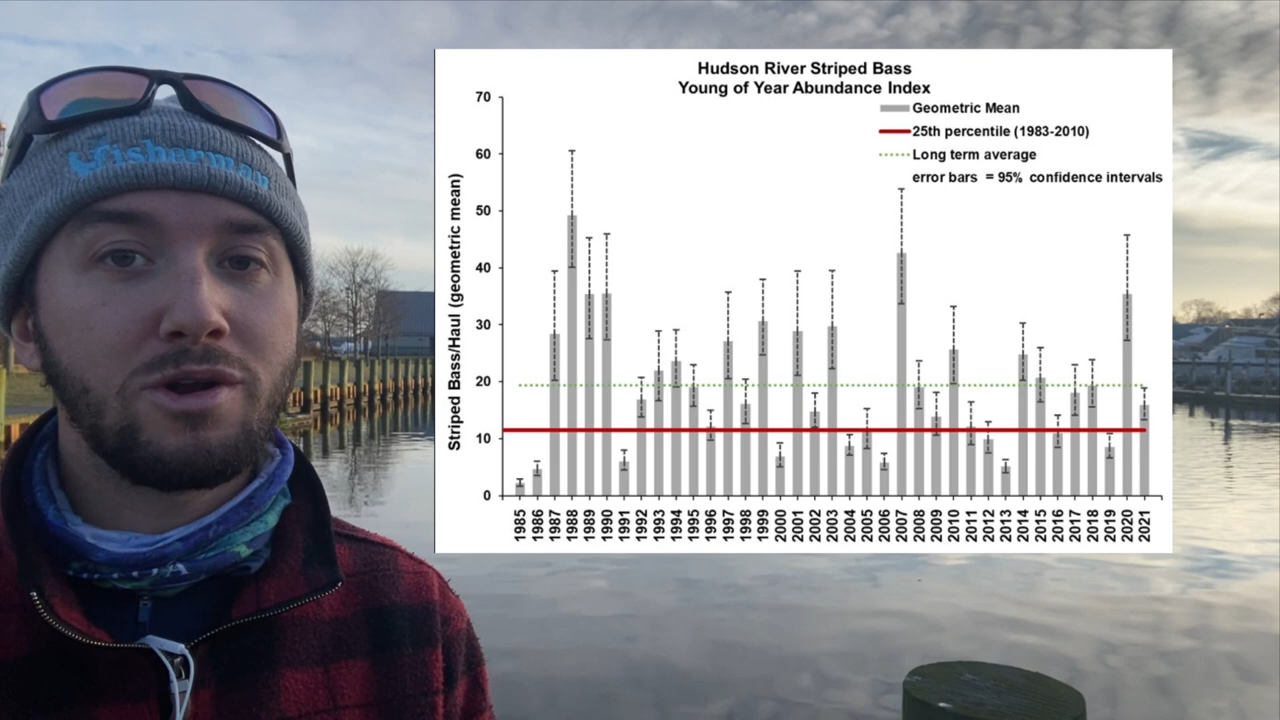 Fisherman
Hudson River Striped Bass
Young of Year Abundance Index
Geometric Mean
25th percentile (1983-2010)
Long term average
error bars = 95% confidence intervals
Striped Bass/Haul (geometric mean)
70
60
50
40
30
20
10
0
1985 1986 1987 1988 1989 1990 1991 1992 1993 1994 1995 1996 1997 1998 1999 2000 2001 2002 2003 2004 2005 2006 2007 2008 2009 2010 2011 2012 2013 2014 2015 2016 2017 2018 2019 2020 2021